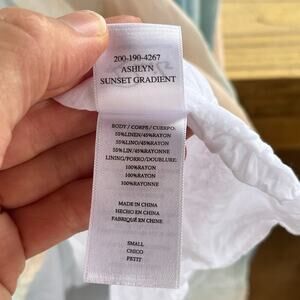 200-190-4267
ASHLYN
SUNSET GRADIENT
BODY / CORPS / CUERPO:
55%LINEN/45%RAYON
55%LINO/45%RAYON
55%LIN/45%RAYONNE
LINING/FORRO/DOUBLURE:
100%RAYON
100%RAYON
100%RAYONNE
MADE IN CHINA
HECHO EN CHINA
FABRIQUÉ EN CHINE
SMALL
CHICO
PETIT